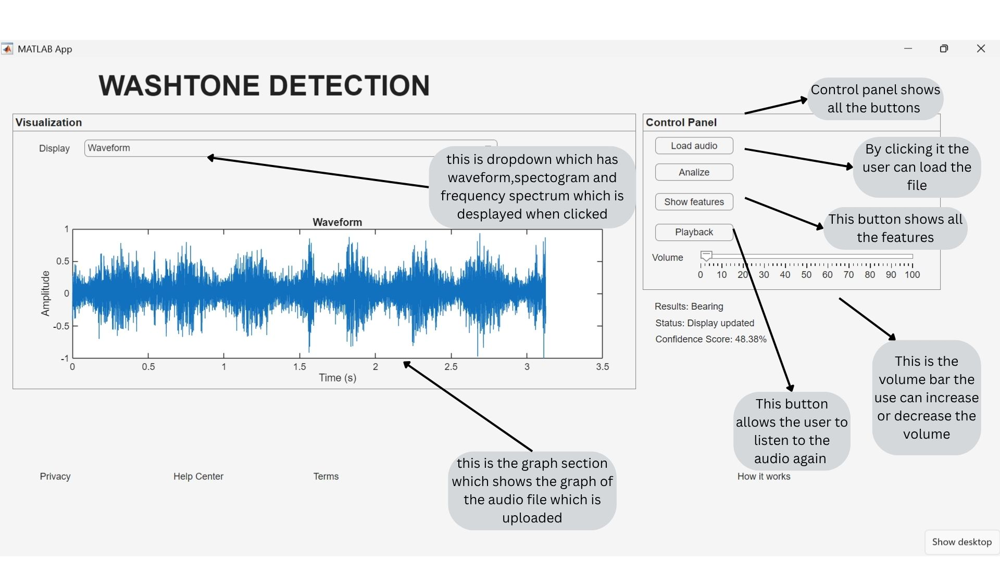 MATLAB App
WASHTONE DETECTION
Control panel shows
all the buttons
Visualization
Display
Waveform
this is dropdown which has
waveform,spectogram and
frequency spectrum which is
desplayed when clicked
Waveform
1
0.5
0
-0.5
-1
Amplitude
0 0.5 1 1.5 2 2.5 3 3.5
Time (s)
this is the graph section
which shows the graph of
the audio file which is
uploaded
Control Panel
Load audio
By clicking it the
user can load the
file
Analize
Show features
This button shows all
the features
Playback
Volume
0 10 20 30 40 50 60 70 80 90 100
Results: Bearing
Status: Display updated
Confidence Score: 48.38%
This is the
volume bar the
use can increase
or decrease the
volume
This button
allows the user to
listen to the
audio again
Privacy
Help Center
Terms
How it works
Show desktop